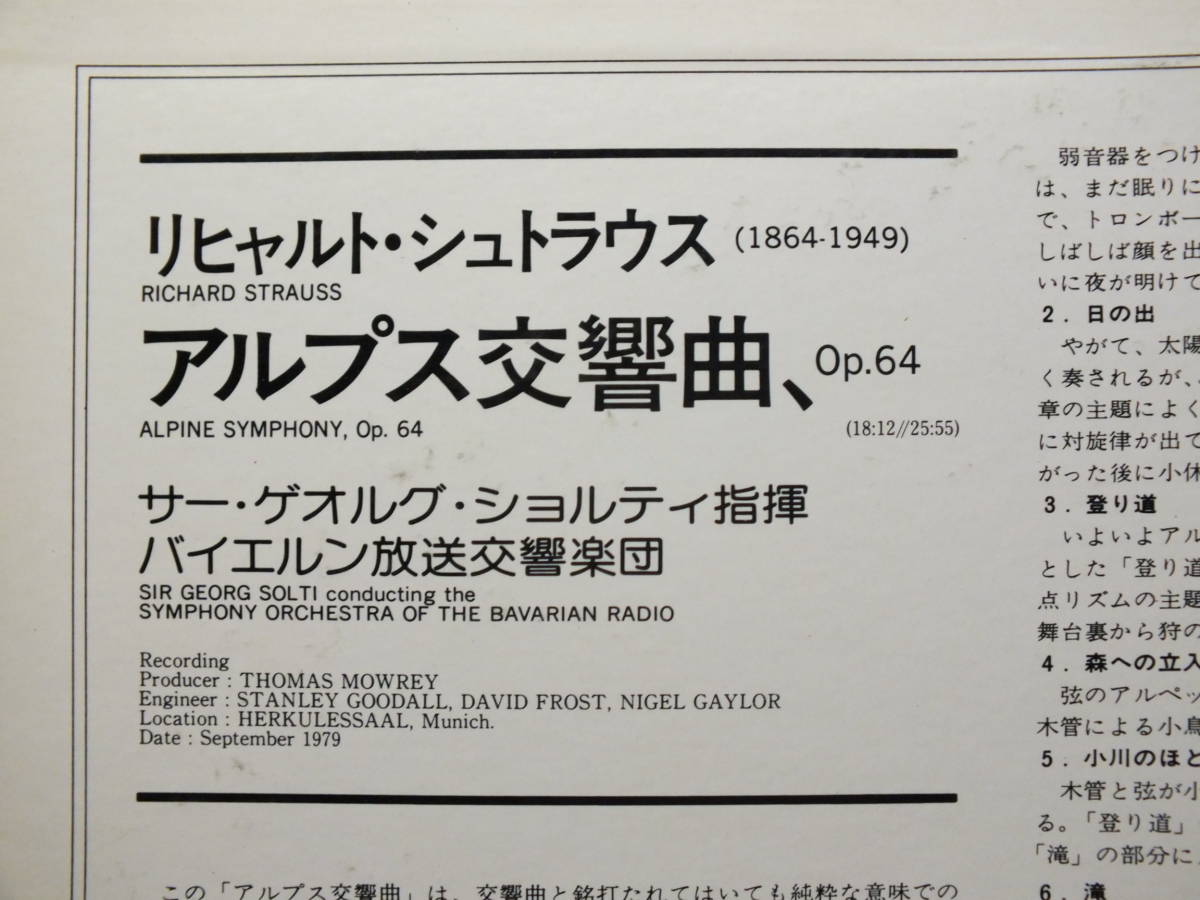 リヒャルト・シュトラウス (1864-1949)
RICHARD STRAUSS
アルプス交響曲、Op.64
ALPINE SYMPHONY, Op. 64 (18:12//25:55)
サー・ゲオルグ・ショルティ指揮
バイエルン放送交響楽団
SIR GEORG SOLTI conducting the
SYMPHONY ORCHESTRA OF THE BAVARIAN RADIO
Recording
Producer : THOMAS MOWREY
Engineer : STANLEY GOODALL, DAVID FROST, NIGEL GAYLOR
Location : HERKULESSAAL, Munich.
Date : September 1979
この「アルプス交響曲」は、交響曲と銘打たれてはいても純粋な意味での
弱音器をつけ
は、まだ眠りに
で、トロンボー
しばしば顔を出
いに夜が明けて
2．日の出
やがて、太陽
く奏されるが、
章の主題によく
に対旋律が出て
がった後に小休
3．登り道
いよいよアル
とした「登り道
点リズムの主題
舞台裏から狩の
4．森への立入
弦のアルペッ
木管による小鳥
5．小川のほと
木管と弦が小
る。「登り道」
「滝」の部分に
6．滝